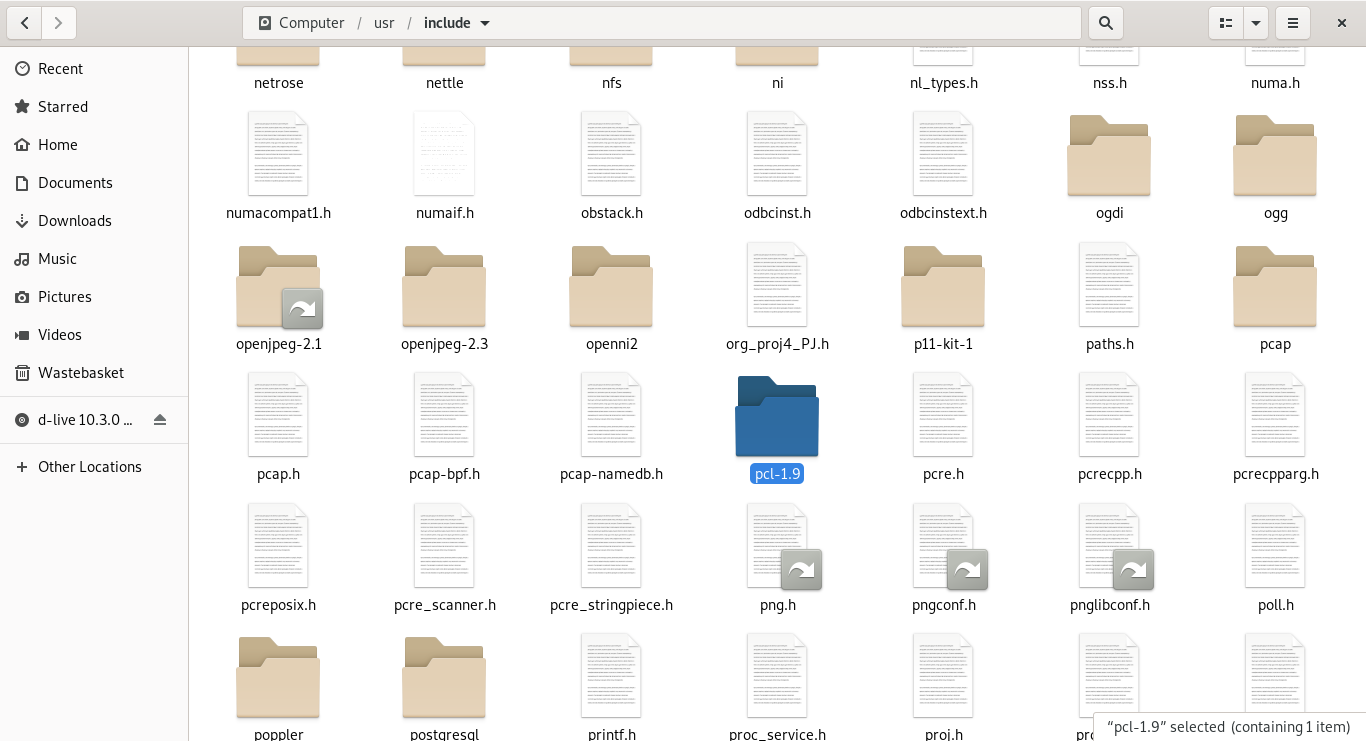 Computer / usr / include
Recent
Starred
Home
Documents
Downloads
Music
Pictures
Videos
Wastebasket
d-live 10.3.0 ...
Other Locations
netrose nettle nfs ni nl_types.h nss.h numa.h
numacompat1.h numaif.h obstack.h odbcinst.h odbcinstext.h ogdi ogg
openjpeg-2.1 openjpeg-2.3 openni2 org_proj4_PJ.h p11-kit-1 paths.h pcap
pcap.h pcap-bpf.h pcap-namedb.h pcl-1.9 pcre.h pcrecpp.h pcrecpparg.h
pcreposix.h pcre_scanner.h pcre_stringpiece.h png.h pngconf.h pnglibconf.h poll.h
poppler postgresql printf.h proc_service.h proj.h
“pcl-1.9” selected (containing 1 item)